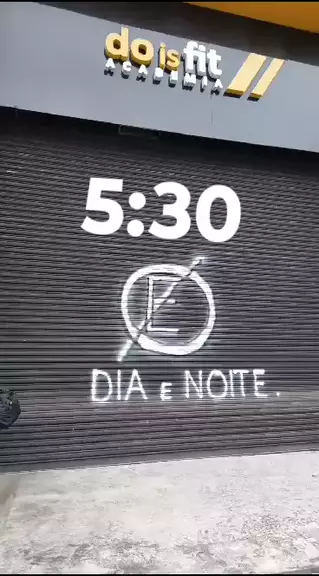 do is fit
ACADEMIA
5:30
E
DIA E NOITE.